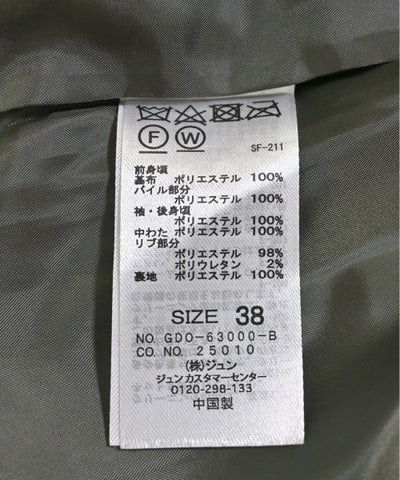 F W
SF-211
前身頃
基布 ポリエステル 100%
パイル部分
ポリエステル 100%
袖・後身頃
ポリエステル 100%
中わた ポリエステル 100%
リブ部分
ポリエステル 98%
ポリウレタン 2%
裏地 ポリエステル 100%
SIZE 38
NO. GDO-63000-B
CO. NO. 25010
(株)ジュン
ジュンカスタマーセンター
0120-298-133
中国製